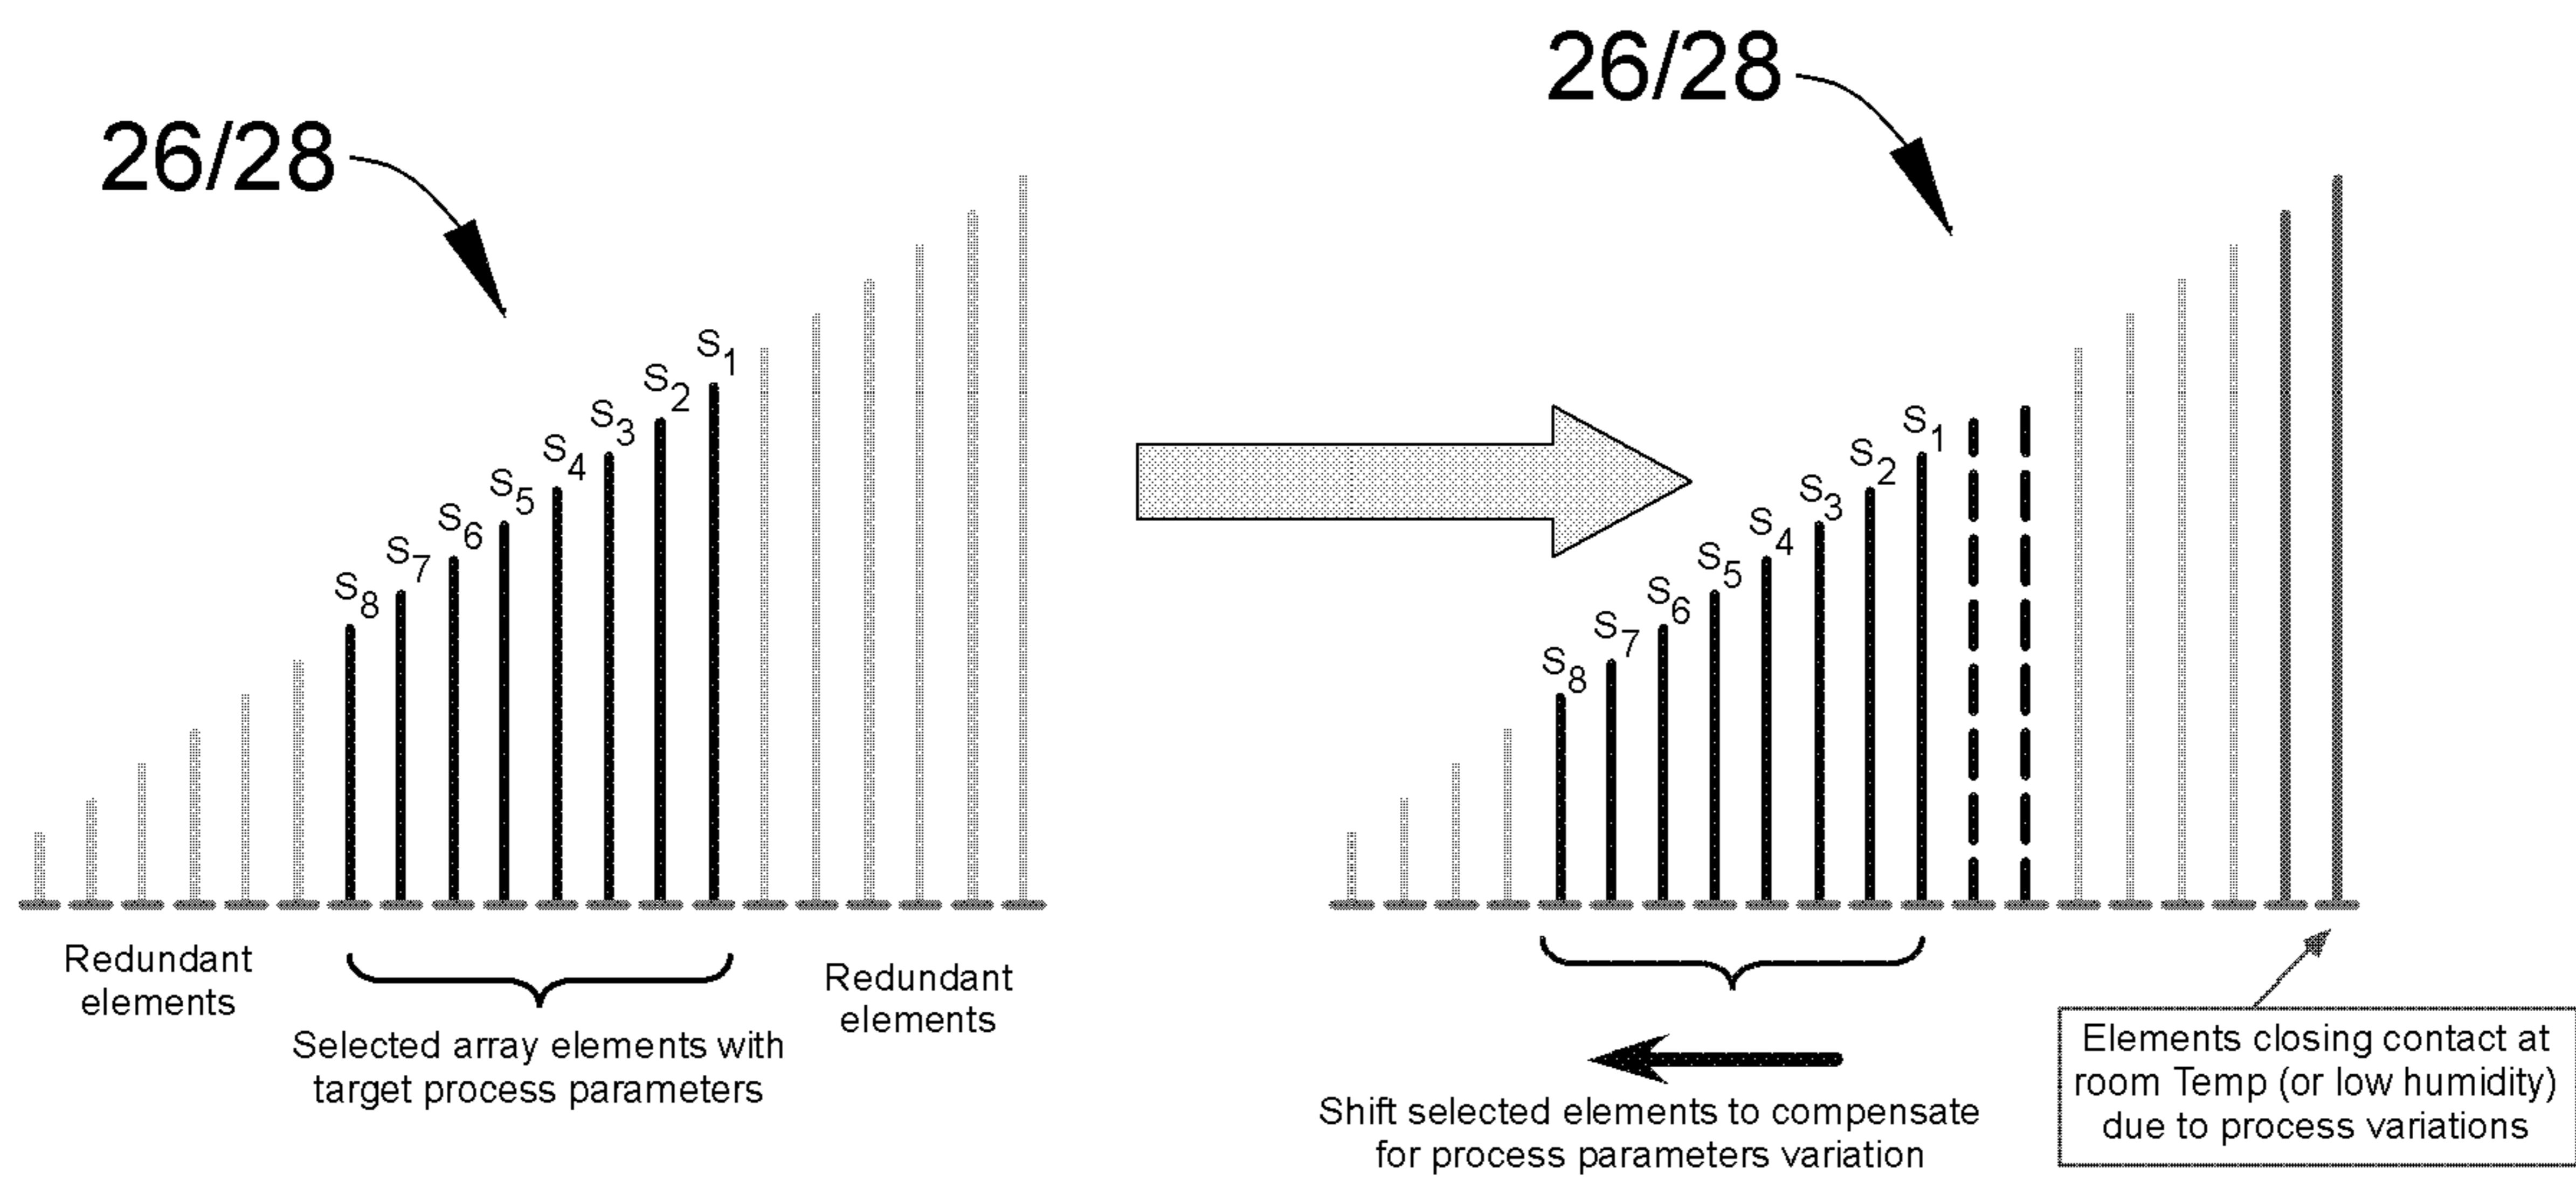 26/28
26/28
S1
S2
S3
S4
S5
S6
S7
S8
S1
S2
S3
S4
S5
S6
S7
S8
Redundant
elements
Selected array elements with
target process parameters
Redundant
elements
Shift selected elements to compensate
for process parameters variation
Elements closing contact at
room Temp (or low humidity)
due to process variations